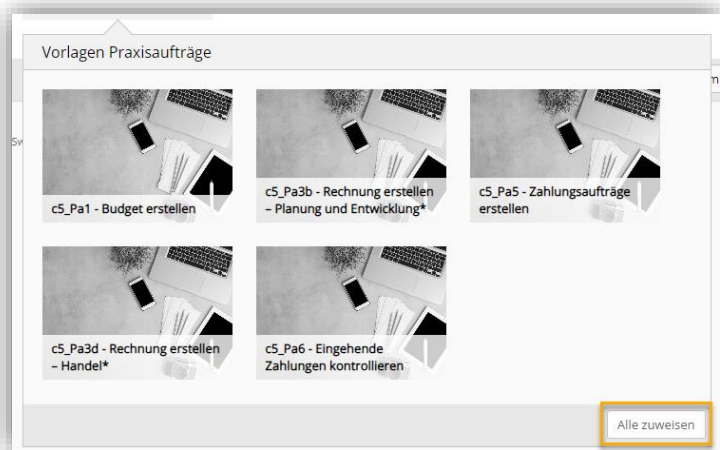 Vorlagen Praxisaufträge
c5_Pa1 - Budget erstellen
c5_Pa3b - Rechnung erstellen
– Planung und Entwicklung*
c5_Pa5 - Zahlungsaufträge
erstellen
c5_Pa3d - Rechnung erstellen
– Handel*
c5_Pa6 - Eingehende
Zahlungen kontrollieren
Alle zuweisen